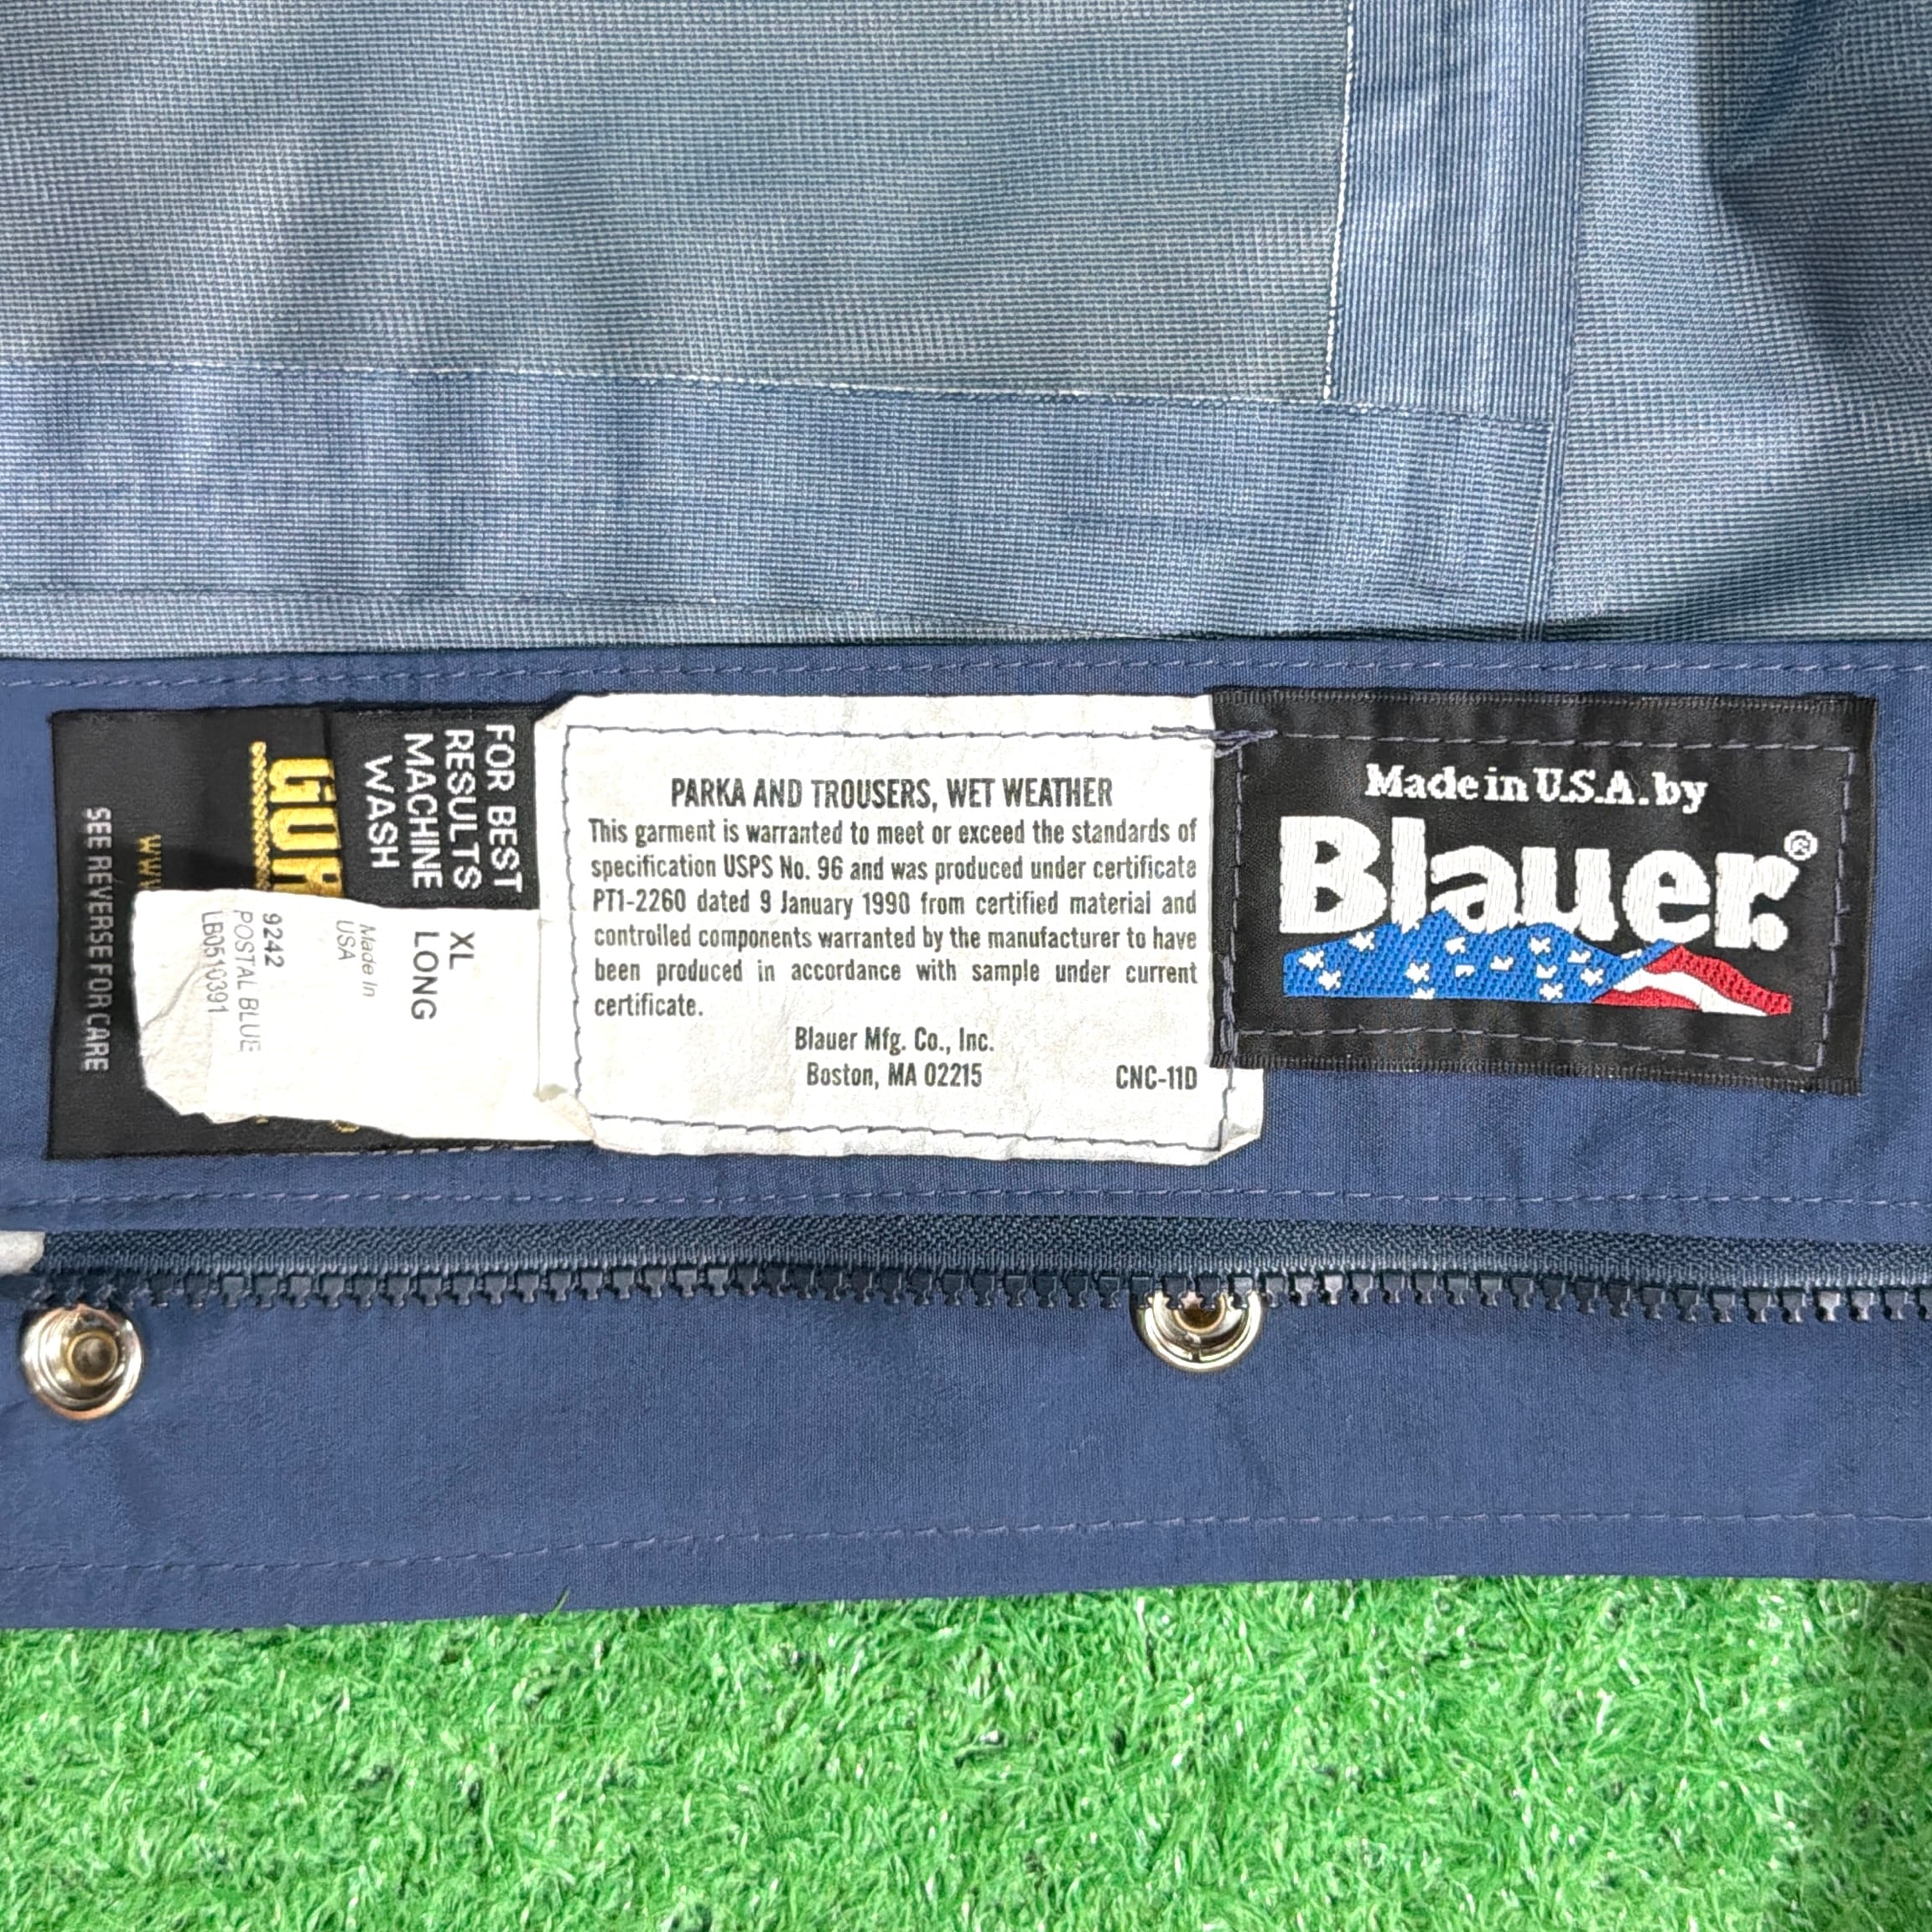 FOR BEST
RESULTS
MACHINE
WASH
SEE REVERSE FOR CARE
XL
LONG
Made In
USA
9242
POSTAL BLUE
LB0510391
PARKA AND TROUSERS, WET WEATHER
This garment is warranted to meet or exceed the standards of
specification USPS No. 96 and was produced under certificate
PT1-2260 dated 9 January 1990 from certified material and
controlled components warranted by the manufacturer to have
been produced in accordance with sample under current
certificate.
Blauer Mfg. Co., Inc.
Boston, MA 02215
CNC-11D
Made in U.S.A. by
Blauer.®